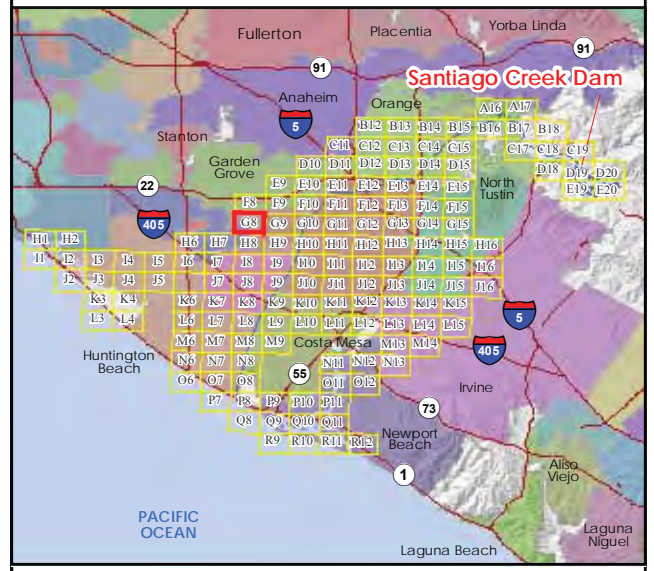 Yorba Linda
Placentia
Fullerton
91
91
Santiago Creek Dam
Anaheim
Orange
A16 A17
5
B12 B13 B14 B15 B16 B17 B18
Stanton
C11 C12 C13 C14 C15 C17 C18 C19
Garden
Grove
D10 D11 D12 D13 D14 D15 D18 D19 D20
22
E9 E10 E11 E12 E13 E14 E15 E19 E20
North
Tustin
F8 F9 F10 F11 F12 F13 F14 F15
405
G8 G9 G10 G11 G12 G13 G14 G15
H1 H2 H6 H7 H8 H9 H10 H11 H12 H13 H14 H15 H16
I1 I2 I3 I4 I5 I6 I7 I8 I9 I10 I11 I12 I13 I14 I15 I16
J2 J3 J4 J5 J7 J8 J9 J10 J11 J12 J13 J14 J15 J16
K3 K4 K6 K7 K8 K9 K10 K11 K12 K13 K14 K15
5
L3 L4 L6 L7 L8 L9 L10 L11 L12 L13 L14 L15
M6 M7 M8 M9 Costa Mesa M13 M14
405
Huntington
Beach
N6 N7 N8 N11 N12 N13
55
O6 O7 O8 O11 O12
Irvine
P7 P8 P9 P10 P11
73
Q8 Q9 Q10 Q11
Newport
Beach
R9 R10 R11 R12
1
Aliso
Viejo
PACIFIC
OCEAN
Laguna
Niguel
Laguna Beach